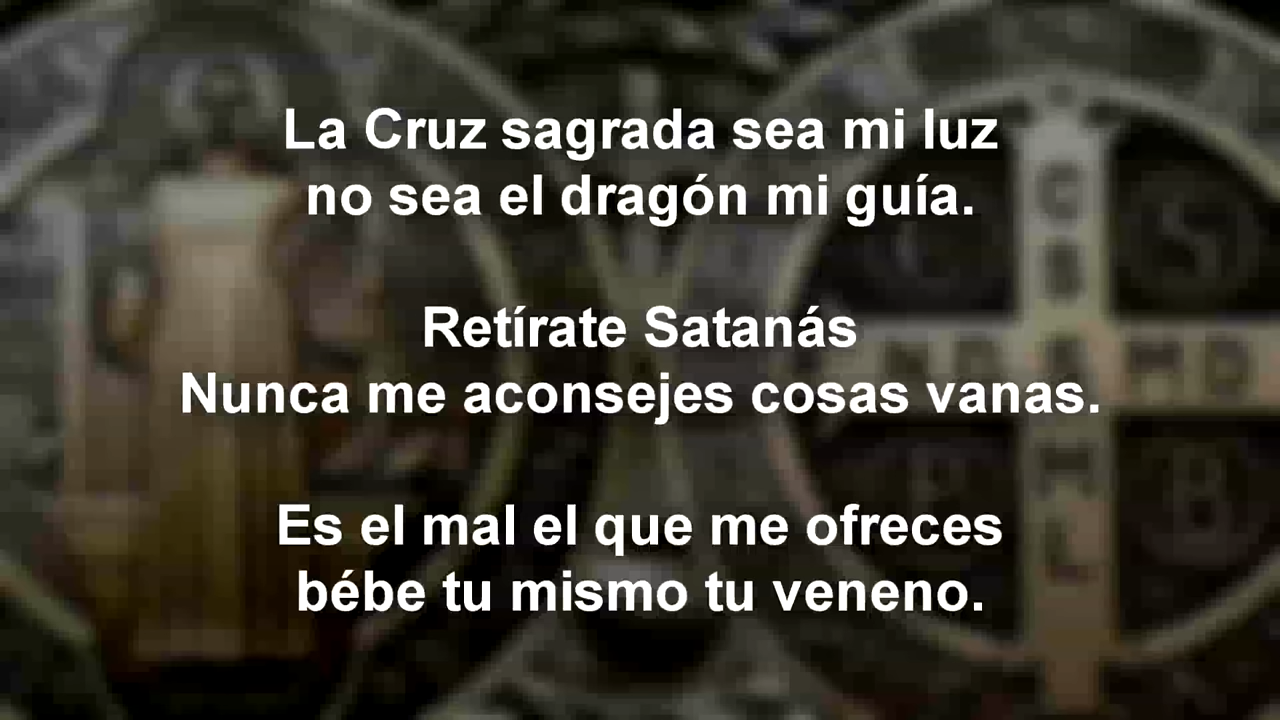 La Cruz sagrada sea mi luz
no sea el dragón mi guía.
Retírate Satanás
Nunca me aconsejes cosas vanas.
Es el mal el que me ofreces
bébe tu mismo tu veneno.
C
S
S
N D S M D
M
L
P
B